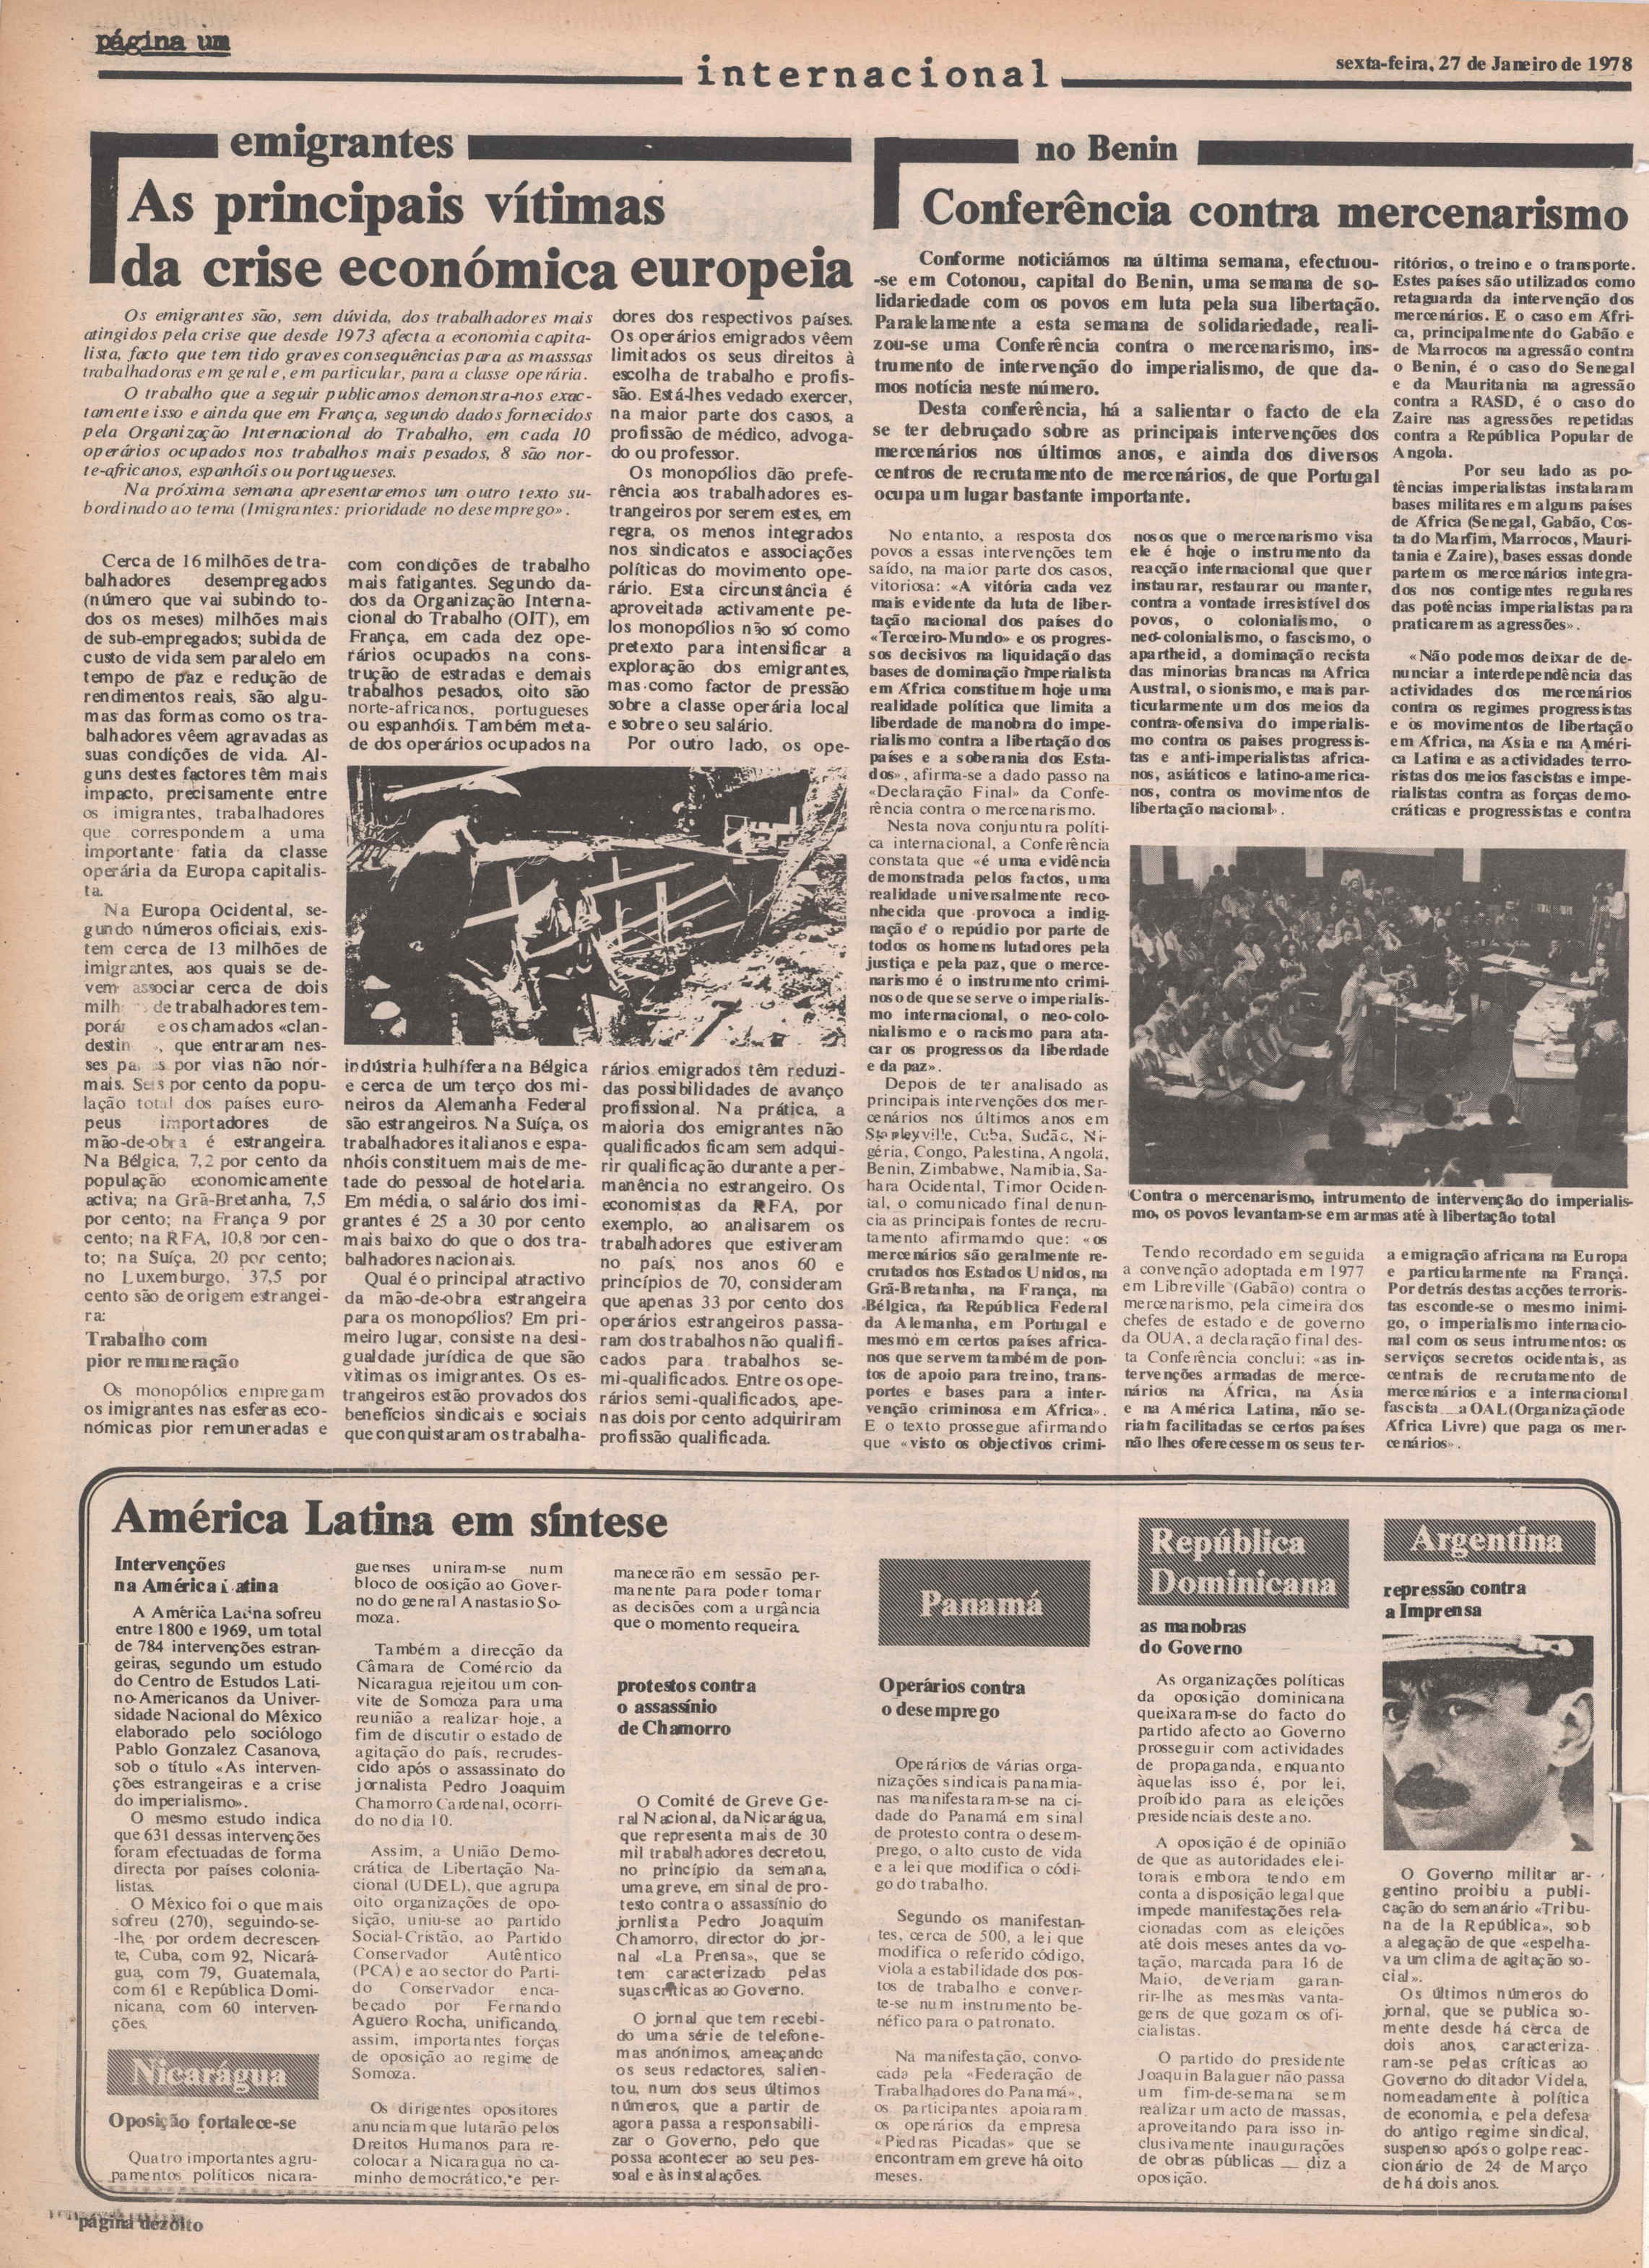 página um
internacional
sexta-feira, 27 de Janeiro de 1978
emigrantes
As principais vítimas
da crise económica europeia
Os emigrantes são, sem dúvida, dos trabalhadores mais
atingidos pela crise que desde 1973 afecta a economia capita-
lista, facto que tem tido graves consequências para as masssas
trabalhadoras em geral e, em particular, para a classe operária.
O trabalho que a seguir publicamos demonstra-nos exac-
tamente isso e ainda que em França, segundo dados fornecidos
pela Organização Internacional do Trabalho, em cada 10
operários ocupados nos trabalhos mais pesados, 8 são nor-
te-africanos, espanhóis ou portugueses.
Na próxima semana apresentaremos um outro texto su-
bordinado ao tema (Imigrantes: prioridade no desemprego».
Cerca de 16 milhões de tra-
balhadores desempregados
(número que vai subindo to-
dos os meses) milhões mais
de sub-empregados; subida de
custo de vida sem paralelo em
tempo de paz e redução de
rendimentos reais, são algu-
mas das formas como os tra-
balhadores vêem agravadas as
suas condições de vida. Al-
guns destes factores têm mais
impacto, precisamente entre
os imigrantes, trabalhadores
que correspondem a uma
importante fatia da classe
operária da Europa capitalis-
ta.
Na Europa Ocidental, se-
gundo números oficiais, exis-
tem cerca de 13 milhões de
imigrantes, aos quais se de-
vem associar cerca de dois
milh de trabalhadores tem-
porár e os chamados «clan-
destin , que entraram nes-
ses pa s por vias não nor-
mais. Seis por cento da popu-
lação total dos países euro-
peus importadores de
mão-de-obra é estrangeira.
Na Bélgica, 7,2 por cento da
população economicamente
activa; na Grã-Bretanha, 7,5
por cento; na França 9 por
cento; na RFA, 10,8 por cen-
to; na Suíça, 20 por cento;
no Luxemburgo, 37,5 por
cento são de origem estrangei-
ra:
Trabalho com
pior remuneração
Os monopólios empregam
os imigrantes nas esferas eco-
nómicas pior remuneradas e
com condições de trabalho
mais fatigantes. Segundo da-
dos da Organização Interna-
cional do Trabalho (OIT), em
França, em cada dez ope-
rários ocupados na cons-
trução de estradas e demais
trabalhos pesados, oito são
norte-africanos, portugueses
ou espanhóis. Também meta-
de dos operários ocupados na
indústria hulhífera na Bélgica
e cerca de um terço dos mi-
neiros da Alemanha Federal
são estrangeiros. Na Suíça, os
trabalhadores italianos e espa-
nhóis constituem mais de me-
tade do pessoal de hotelaria.
Em média, o salário dos imi-
grantes é 25 a 30 por cento
mais baixo do que o dos tra-
balhadores nacionais.
Qual é o principal atractivo
da mão-de-obra estrangeira
para os monopólios? Em pri-
meiro lugar, consiste na desi-
gualdade jurídica de que são
vítimas os imigrantes. Os es-
trangeiros estão provados dos
benefícios sindicais e sociais
que conquistaram os trabalha-
dores dos respectivos países.
Os operários emigrados vêem
limitados os seus direitos à
escolha de trabalho e profis-
são. Está-lhes vedado exercer,
na maior parte dos casos, a
profissão de médico, advoga-
do ou professor.
Os monopólios dão prefe-
rência aos trabalhadores es-
trangeiros por serem estes, em
regra, os menos integrados
nos sindicatos e associações
políticas do movimento ope-
rário. Esta circunstância é
aproveitada activamente pe-
los monopólios não só como
pretexto para intensificar a
exploração dos emigrantes,
mas como factor de pressão
sobre a classe operária local
e sobre o seu salário.
Por outro lado, os ope-
rários emigrados têm reduzi-
das possibilidades de avanço
profissional. Na prática, a
maioria dos emigrantes não
qualificados ficam sem adqui-
rir qualificação durante a per-
manência no estrangeiro. Os
economistas da RFA, por
exemplo, ao analisarem os
trabalhadores que estiveram
no país, nos anos 60 e
princípios de 70, consideram
que apenas 33 por cento dos
operários estrangeiros passa-
ram dos trabalhos não qualifi-
cados para trabalhos se-
mi-qualificados. Entre os ope-
rários semi-qualificados, ape-
nas dois por cento adquiriram
profissão qualificada.
no Benin
Conferência contra mercenarismo
Conforme noticiámos na última semana, efectuou-
-se em Cotonou, capital do Benin, uma semana de so-
lidariedade com os povos em luta pela sua libertação.
Paralelamente a esta semana de solidariedade, reali-
zou-se uma Conferência contra o mercenarismo, ins-
trumento de intervenção do imperialismo, de que da-
mos notícia neste número.
Desta conferência, há a salientar o facto de ela
se ter debruçado sobre as principais intervenções dos
mercenários nos últimos anos, e ainda dos diversos
centros de recrutamento de mercenários, de que Portugal
ocupa um lugar bastante importante.
No entanto, a resposta dos
povos a essas intervenções tem
saído, na maior parte dos casos,
vitoriosa: «A vitória cada vez
mais evidente da luta de liber-
tação nacional dos países do
«Terceiro-Mundo» e os progres-
sos decisivos na liquidação das
bases de dominação imperialista
em África constituem hoje uma
realidade política que limita a
liberdade de manobra do impe-
rialismo contra a libertação dos
países e a soberania dos Esta-
dos», afirma-se a dado passo na
«Declaração Final» da Confe-
rência contra o mercenarismo.
Nesta nova conjuntura políti-
ca internacional, a Conferência
constata que «é uma evidência
demonstrada pelos factos, uma
realidade universalmente reco-
nhecida que provoca a indig-
nação e o repúdio por parte de
todos os homens lutadores pela
justiça e pela paz, que o merce-
narismo é o instrumento crimi-
noso de que se serve o imperialis-
mo internacional, o neo-colo-
nialismo e o racismo para ata-
car os progressos da liberdade
e da paz».
Depois de ter analisado as
principais intervenções dos mer-
cenários nos últimos anos em
Stanleyville, Cuba, Sudão, Ni-
géria, Congo, Palestina, Angola,
Benin, Zimbabwe, Namíbia, Sa-
hara Ocidental, Timor Ociden-
ial, o comunicado final denun-
cia as principais fontes de recru-
tamento afirmamdo que: «os
mercenários são geralmente re-
crutados nos Estados Unidos, na
Grã-Bretanha, na França, na
Bélgica, na República Federal
da Alemanha, em Portugal e
mesmo em certos países africa-
nos que servem também de pon-
tos de apoio para treino, trans-
portes e bases para a inter-
venção criminosa em África».
E o texto prossegue afirmando
que «visto os objectivos crimi-
nosos que o mercenarismo visa
ele é hoje o instrumento da
reacção internacional que quer
instaurar, restaurar ou manter,
contra a vontade irresistível dos
povos, o colonialismo, o
neo-colonialismo, o fascismo, o
apartheid, a dominação recista
das minorias brancas na Africa
Austral, o sionismo, e mais par-
ticularmente um dos meios da
contra-ofensiva do imperialis-
mo contra os países progressis-
tas e anti-imperialistas africa-
nos, asiáticos e latino-america-
nos, contra os movimentos de
libertação nacional».
Contra o mercenarismo, intrumento de intervenção do imperialis-
mo, os povos levantam-se em armas até à libertação total
Tendo recordado em seguida
a convenção adoptada em 1977
em Libreville (Gabão) contra o
mercenarismo, pela cimeira dos
chefes de estado e de governo
da OUA, a declaração final des-
ta Conferência conclui: «as in-
tervenções armadas de merce-
nários na África, na Ásia
e na América Latina, não se-
riam facilitadas se certos países
não lhes oferecessem os seus ter-
ritórios, o treino e o transporte.
Estes países são utilizados como
retaguarda da intervenção dos
mercenários. E o caso em Áfri-
ca, principalmente do Gabão e
de Marrocos na agressão contra
o Benin, é o caso do Senegal
e da Mauritania na agressão
contra a RASD, é o caso do
Zaire nas agressões repetidas
contra a República Popular de
Angola.
Por seu lado as po-
tências imperialistas instalaram
bases militares em alguns países
de África (Senegal, Gabão, Cos-
ta do Marfim, Marrocos, Mauri-
tania e Zaire), bases essas donde
partem os mercenários integra-
dos nos contigentes regulares
das potências imperialistas para
praticarem as agressões».
«Não podemos deixar de de-
nunciar a interdependência das
actividades dos mercenários
contra os regimes progressistas
e os movimentos de libertação
em África, na Ásia e na Améri-
ca Latina e as actividades terro-
ristas dos meios fascistas e impe-
rialistas contra as forças demo-
cráticas e progressistas e contra
a emigração africana na Europa
e particularmente na França.
Por detrás destas acções terroris-
tas esconde-se o mesmo inimi-
go, o imperialismo internacio-
nal com os seus intrumentos: os
serviços secretos ocidentais, as
centrais de recrutamento de
mercenários e a internacional
fascista _ a OAL (Organização de
África Livre) que paga os mer-
cenários».
América Latina em síntese
Intervenções
na América Latina
A América Latina sofreu
entre 1800 e 1969, um total
de 784 intervenções estran-
geiras, segundo um estudo
do Centro de Estudos Lati-
no-Americanos da Univer-
sidade Nacional do México
elaborado pelo sociólogo
Pablo Gonzalez Casanova,
sob o título «As interven-
ções estrangeiras e a crise
do imperialismo».
O mesmo estudo indica
que 631 dessas intervenções
foram efectuadas de forma
directa por países colonia-
listas.
O México foi o que mais
sofreu (270), seguindo-se-
-lhe, por ordem decrescen-
te, Cuba, com 92, Nicará-
gua, com 79, Guatemala,
com 61 e República Domi-
nicana, com 60 interven-
ções.
Nicarágua
Oposição fortalece-se
Quatro importantes agru-
pamentos políticos nicara-
guenses uniram-se num
bloco de oosição ao Gover-
no do general Anastasio So-
moza.
Também a direcção da
Câmara de Comércio da
Nicaragua rejeitou um con-
vite de Somoza para uma
reunião a realizar hoje, a
fim de discutir o estado de
agitação do país, recrudes-
cido após o assassinato do
jornalista Pedro Joaquim
Chamorro Cardenal, ocorri-
do no dia 10.
Assim, a União Demo-
crática de Libertação Na-
cional (UDEL), que agrupa
oito organizações de opo-
sição, uniu-se ao partido
Social-Cristão, ao Partido
Conservador Autêntico
(PCA) e ao sector do Parti-
do Conservador enca-
beçado por Fernando
Aguero Rocha, unificando,
assim, importantes forças
de oposição ao regime de
Somoza.
Os dirigentes opositores
anunciam que lutarão pelos
Direitos Humanos para re-
colocar a Nicaragua no ca-
minho democrático, e per-
manecerão em sessão per-
manente para poder tomar
as decisões com a urgância
que o momento requeira.
protestos contra
o assassínio
de Chamorro
O Comité de Greve Ge-
ral Nacional, da Nicarágua,
que representa mais de 30
mil trabalhadores decretou,
no princípio da semana,
uma greve, em sinal de pro-
testo contra o assassínio do
jornlista Pedro Joaquim
Chamorro, director do jor-
nal «La Prensa», que se
tem caracterizado pelas
suas críticas ao Governo.
O jornal que tem recebi-
do uma série de telefone-
mas anónimos, ameaçando
os seus redactores, salien-
tou, num dos seus últimos
números, que a partir de
agora passa a responsabili-
zar o Governo, pelo que
possa acontecer ao seu pes-
soal e às instalações.
Panamá
Operários contra
o desemprego
Operários de várias orga-
nizações sindicais panamia-
nas manifestaram-se na ci-
dade do Panamá em sinal
de protesto contra o desem-
prego, o alto custo de vida
e a lei que modifica o códi-
go do trabalho.
Segundo os manifestan-
tes, cerca de 500, a lei que
modifica o referido código,
viola a estabilidade dos pos-
tos de trabalho e conver-
te-se num instrumento be-
néfico para o patronato.
Na manifestação, convo-
cada pela «Federação de
Trabalhadores do Panamá»,
os participantes apoiaram
os operários da empresa
«Piedras Picadas» que se
encontram em greve há oito
meses.
República
Dominicana
as manobras
do Governo
As organizações políticas
da oposição dominicana
queixaram-se do facto do
partido afecto ao Governo
prosseguir com actividades
de propaganda, enquanto
àquelas isso é, por lei,
proíbido para as eleições
presidenciais deste ano.
A oposição é de opinião
de que as autoridades elei-
torais embora tendo em
conta a disposição legal que
impede manifestações rela-
cionadas com as eleições
até dois meses antes da vo-
tação, marcada para 16 de
Maio, deveriam garan-
rir-lhe as mesmas vanta-
gens de que gozam os ofi-
cialistas.
O partido do presidente
Joaquin Balaguer não passa
um fim-de-semana sem
realizar um acto de massas,
aproveitando para isso in-
clusivamente inaugurações
de obras públicas _ diz a
oposição.
Argentina
repressão contra
a Imprensa
O Governo militar ar-
gentino proibiu a publi-
cação do semanário «Tribu-
na de la República», sob
a alegação de que «espelha-
va um clima de agitação so-
cial».
Os últimos números do
jornal, que se publica so-
mente desde há cerca de
dois anos, caracteriza-
ram-se pelas críticas ao
Governo do ditador Videla,
nomeadamente à política
de economia, e pela defesa
do antigo regime sindical,
suspenso após o golpe reac-
cionário de 24 de Março
de há dois anos.
página dezoito